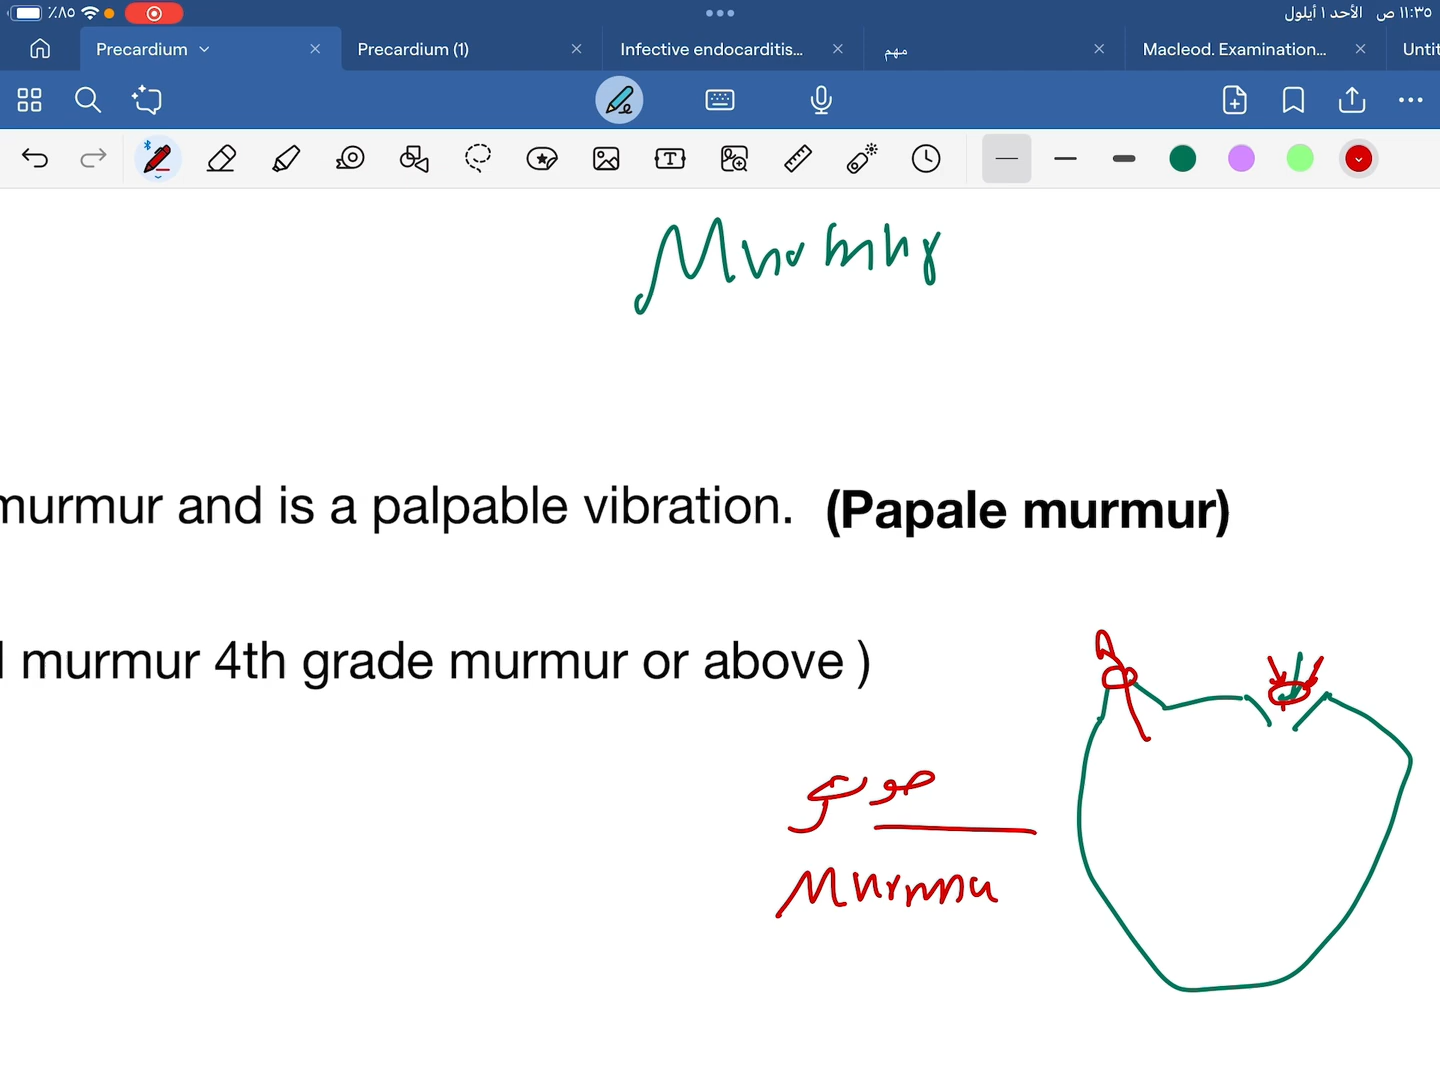 ٪٨٥ ١١:٣٥ ص الأحد ١ أيلول
Precardium Precardium (1) Infective endocarditis... مهم Macleod. Examination... Untit
Murmur
murmur and is a palpable vibration. (Papale murmur)
murmur 4th grade murmur or above )
صوت
Murmu